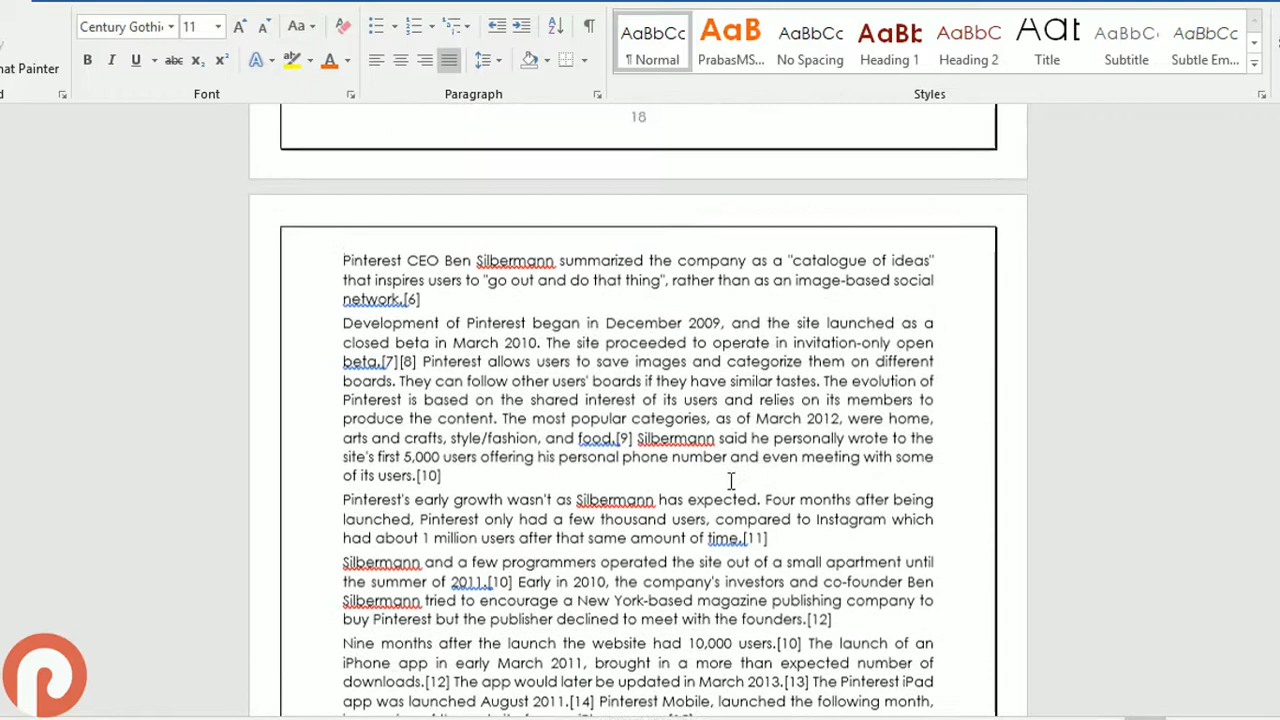 Century Gothi
11
Aa
AaBbCc
AaB
AaBbCc
AaBb
AaBbC
AaI
AaBbCc
AaBbCc
nat Painter
B I U abc x₂ x² A A
¶ Normal
PrabasMS...
No Spacing
Heading 1
Heading 2
Title
Subtitle
Subtle Em...
Font
Paragraph
Styles
18
Pinterest CEO Ben Silbermann summarized the company as a "catalogue of ideas"
that inspires users to "go out and do that thing", rather than as an image-based social
network.[6]
Development of Pinterest began in December 2009, and the site launched as a
closed beta in March 2010. The site proceeded to operate in invitation-only open
beta.[7][8] Pinterest allows users to save images and categorize them on different
boards. They can follow other users' boards if they have similar tastes. The evolution of
Pinterest is based on the shared interest of its users and relies on its members to
produce the content. The most popular categories, as of March 2012, were home,
arts and crafts, style/fashion, and food.[9] Silbermann said he personally wrote to the
site's first 5,000 users offering his personal phone number and even meeting with some
of its users.[10]
Pinterest's early growth wasn't as Silbermann has expected. Four months after being
launched, Pinterest only had a few thousand users, compared to Instagram which
had about 1 million users after that same amount of time.[11]
Silbermann and a few programmers operated the site out of a small apartment until
the summer of 2011.[10] Early in 2010, the company's investors and co-founder Ben
Silbermann tried to encourage a New York-based magazine publishing company to
buy Pinterest but the publisher declined to meet with the founders.[12]
Nine months after the launch the website had 10,000 users.[10] The launch of an
iPhone app in early March 2011, brought in a more than expected number of
downloads.[12] The app would later be updated in March 2013.[13] The Pinterest iPad
app was launched August 2011.[14] Pinterest Mobile, launched the following month,